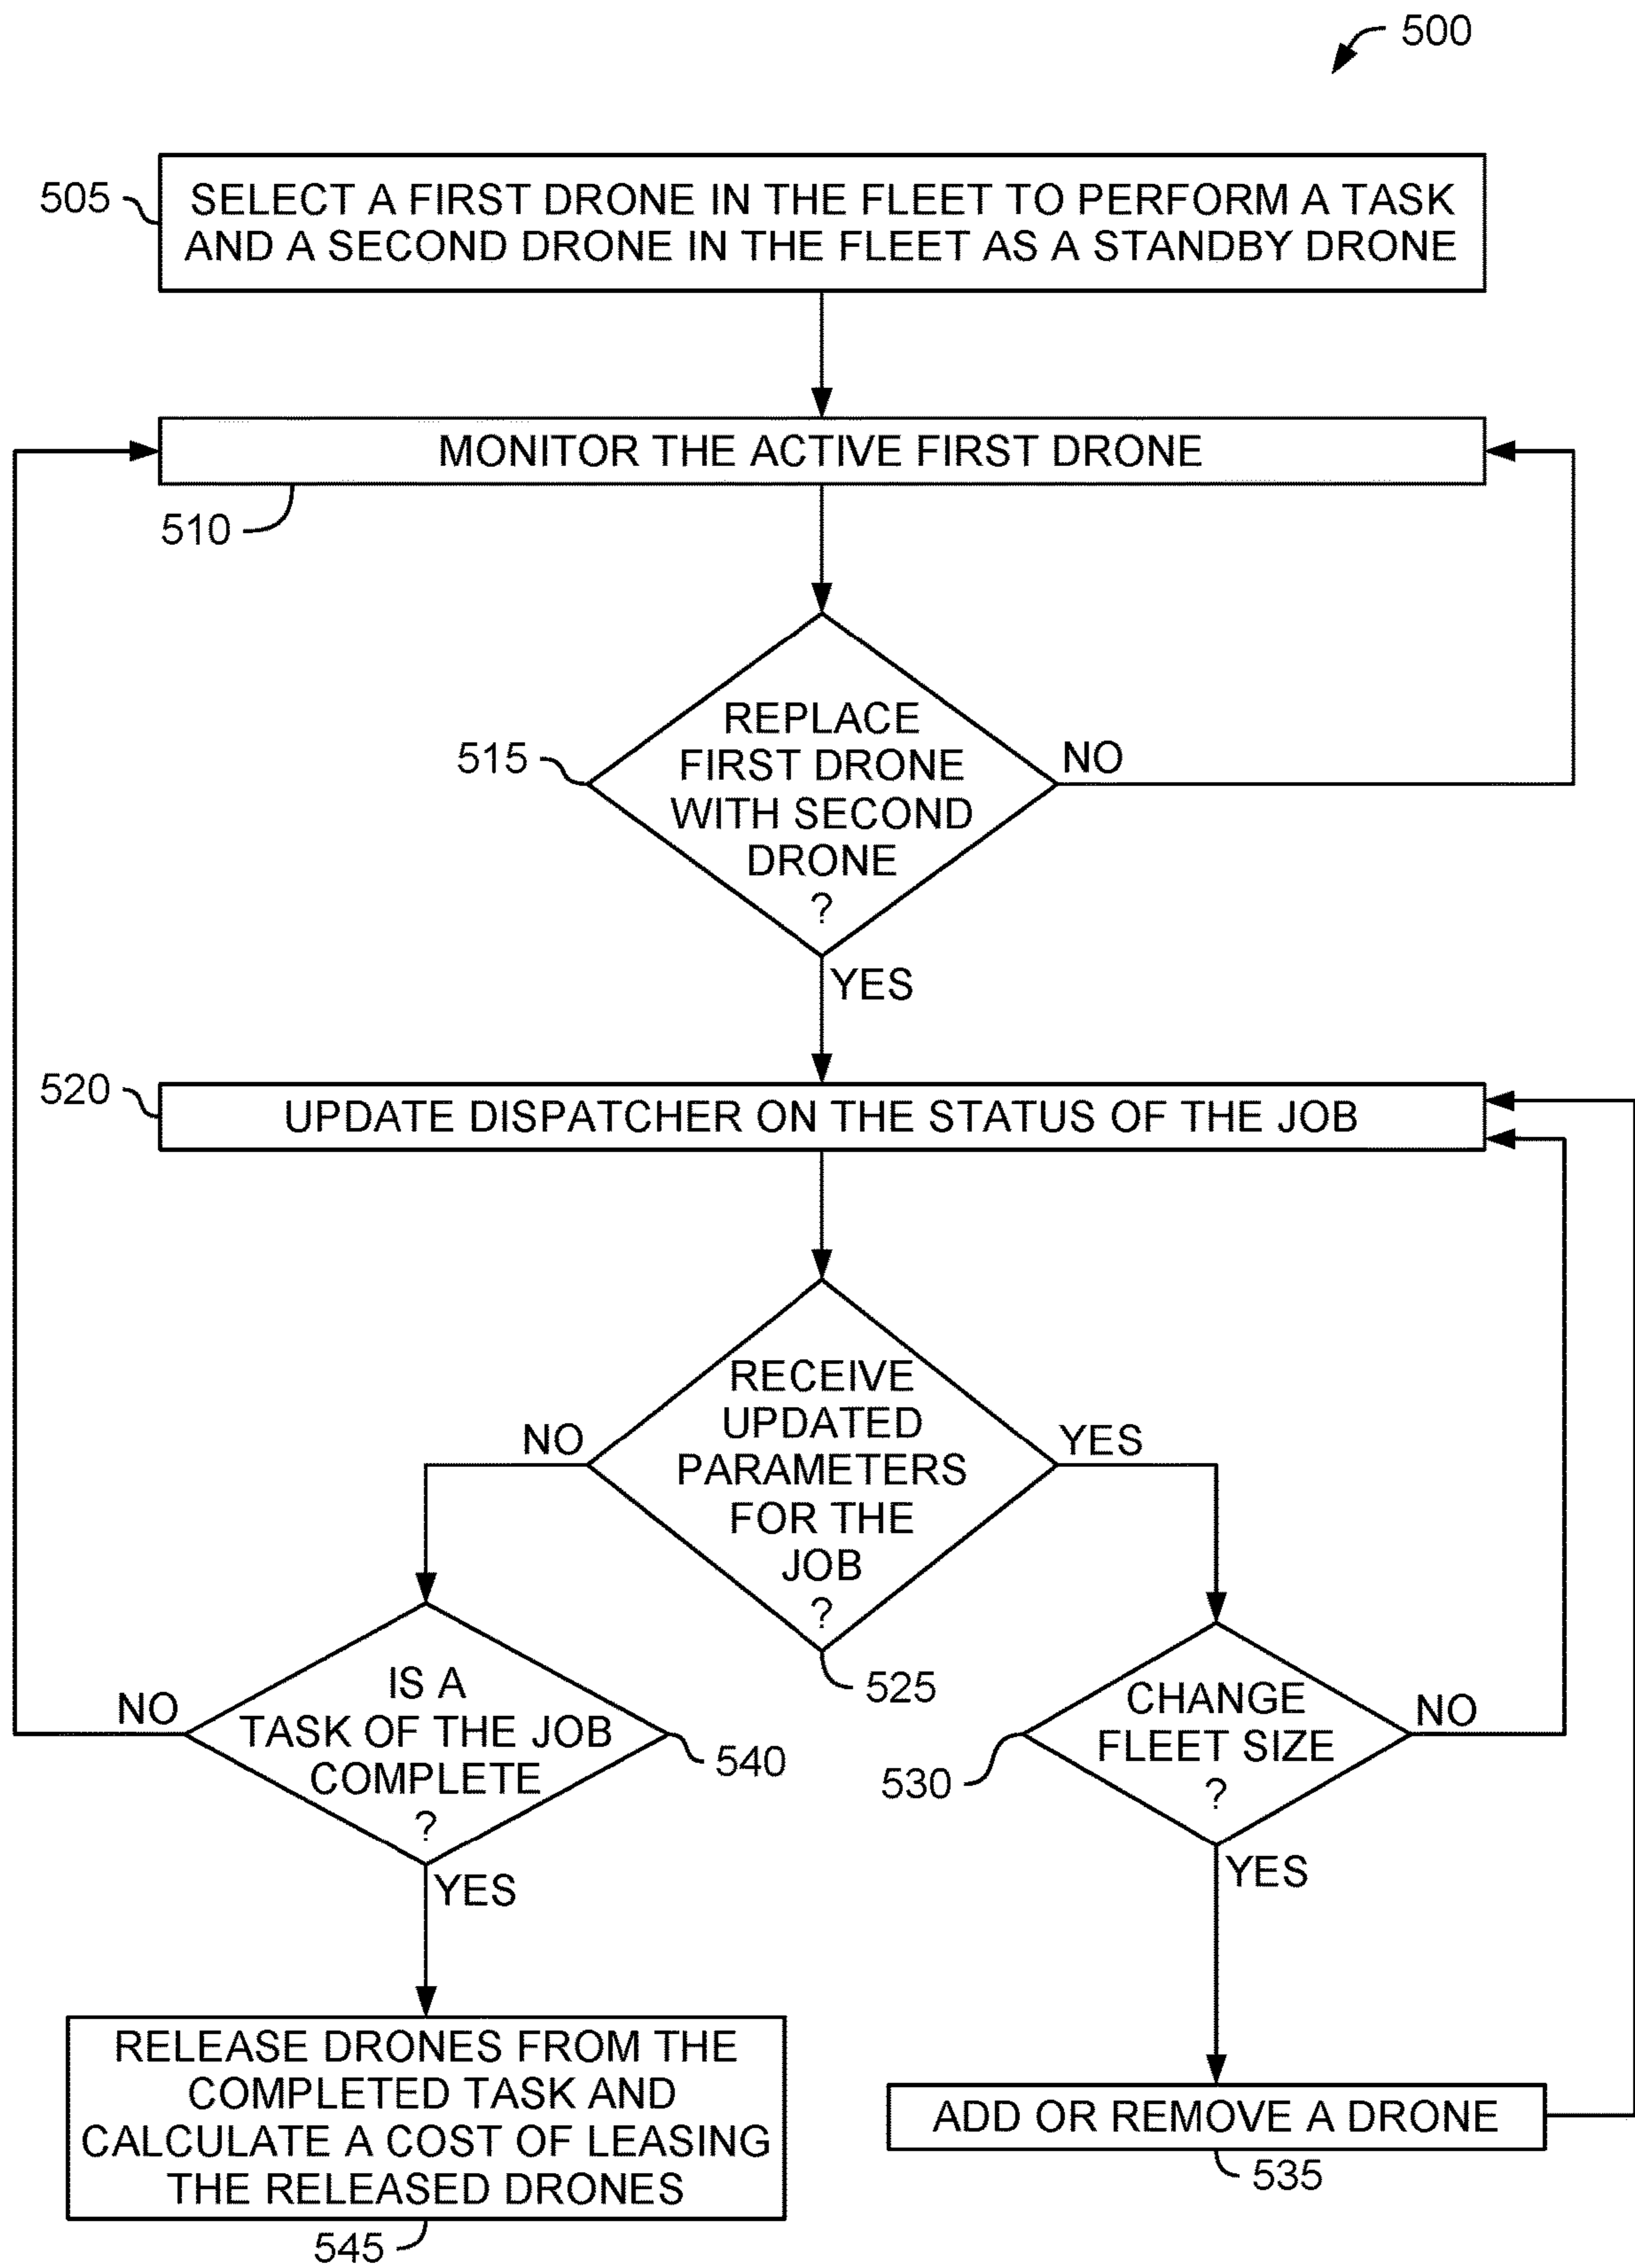 500
505
SELECT A FIRST DRONE IN THE FLEET TO PERFORM A TASK
AND A SECOND DRONE IN THE FLEET AS A STANDBY DRONE
MONITOR THE ACTIVE FIRST DRONE
510
515
REPLACE
FIRST DRONE
WITH SECOND
DRONE
?
NO
YES
520
UPDATE DISPATCHER ON THE STATUS OF THE JOB
NO
RECEIVE
UPDATED
PARAMETERS
FOR THE
JOB
?
YES
525
NO
IS A
TASK OF THE JOB
COMPLETE
?
540
YES
530
CHANGE
FLEET SIZE
?
NO
YES
RELEASE DRONES FROM THE
COMPLETED TASK AND
CALCULATE A COST OF LEASING
THE RELEASED DRONES
545
ADD OR REMOVE A DRONE
535